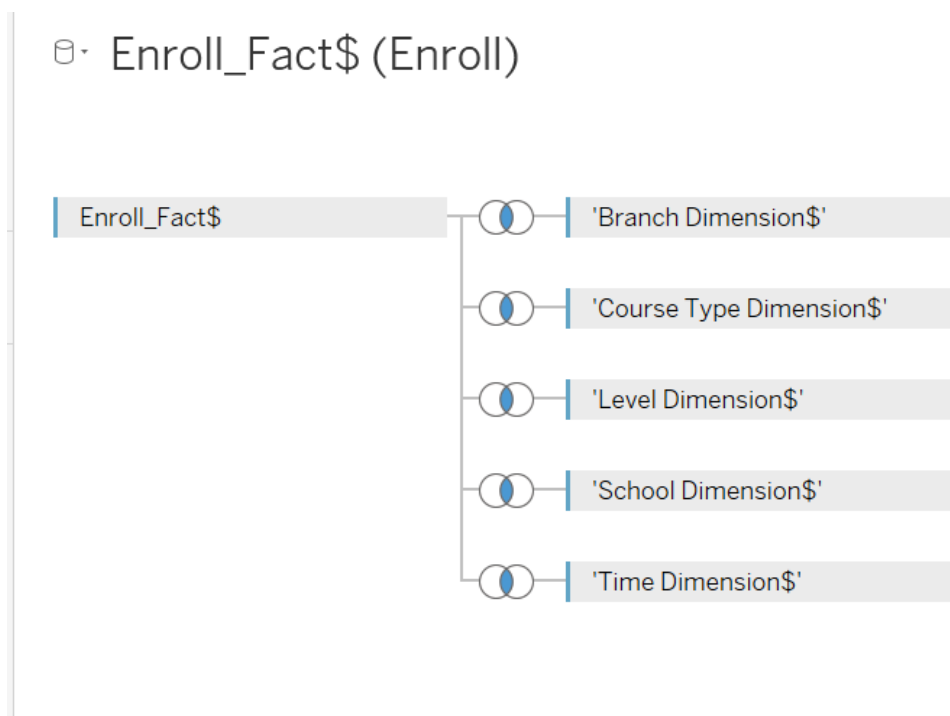 Enroll_Fact$ (Enroll)
Enroll_Fact$
'Branch Dimension$'
'Course Type Dimension$'
'Level Dimension$'
'School Dimension$'
'Time Dimension$'